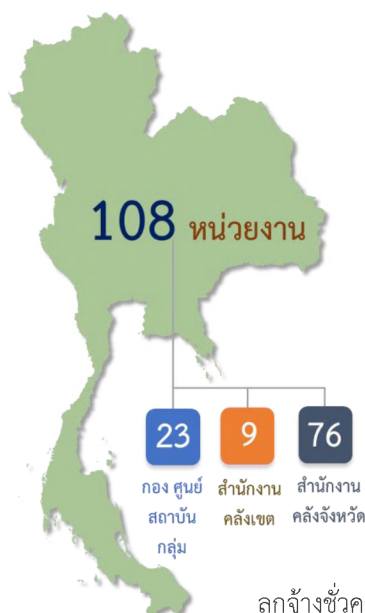 108 หน่วยงาน
23 9 76
กอง ศูนย์ สถาบัน กลุ่ม
สำนักงาน คลังเขต
สำนักงาน คลังจังหวัด